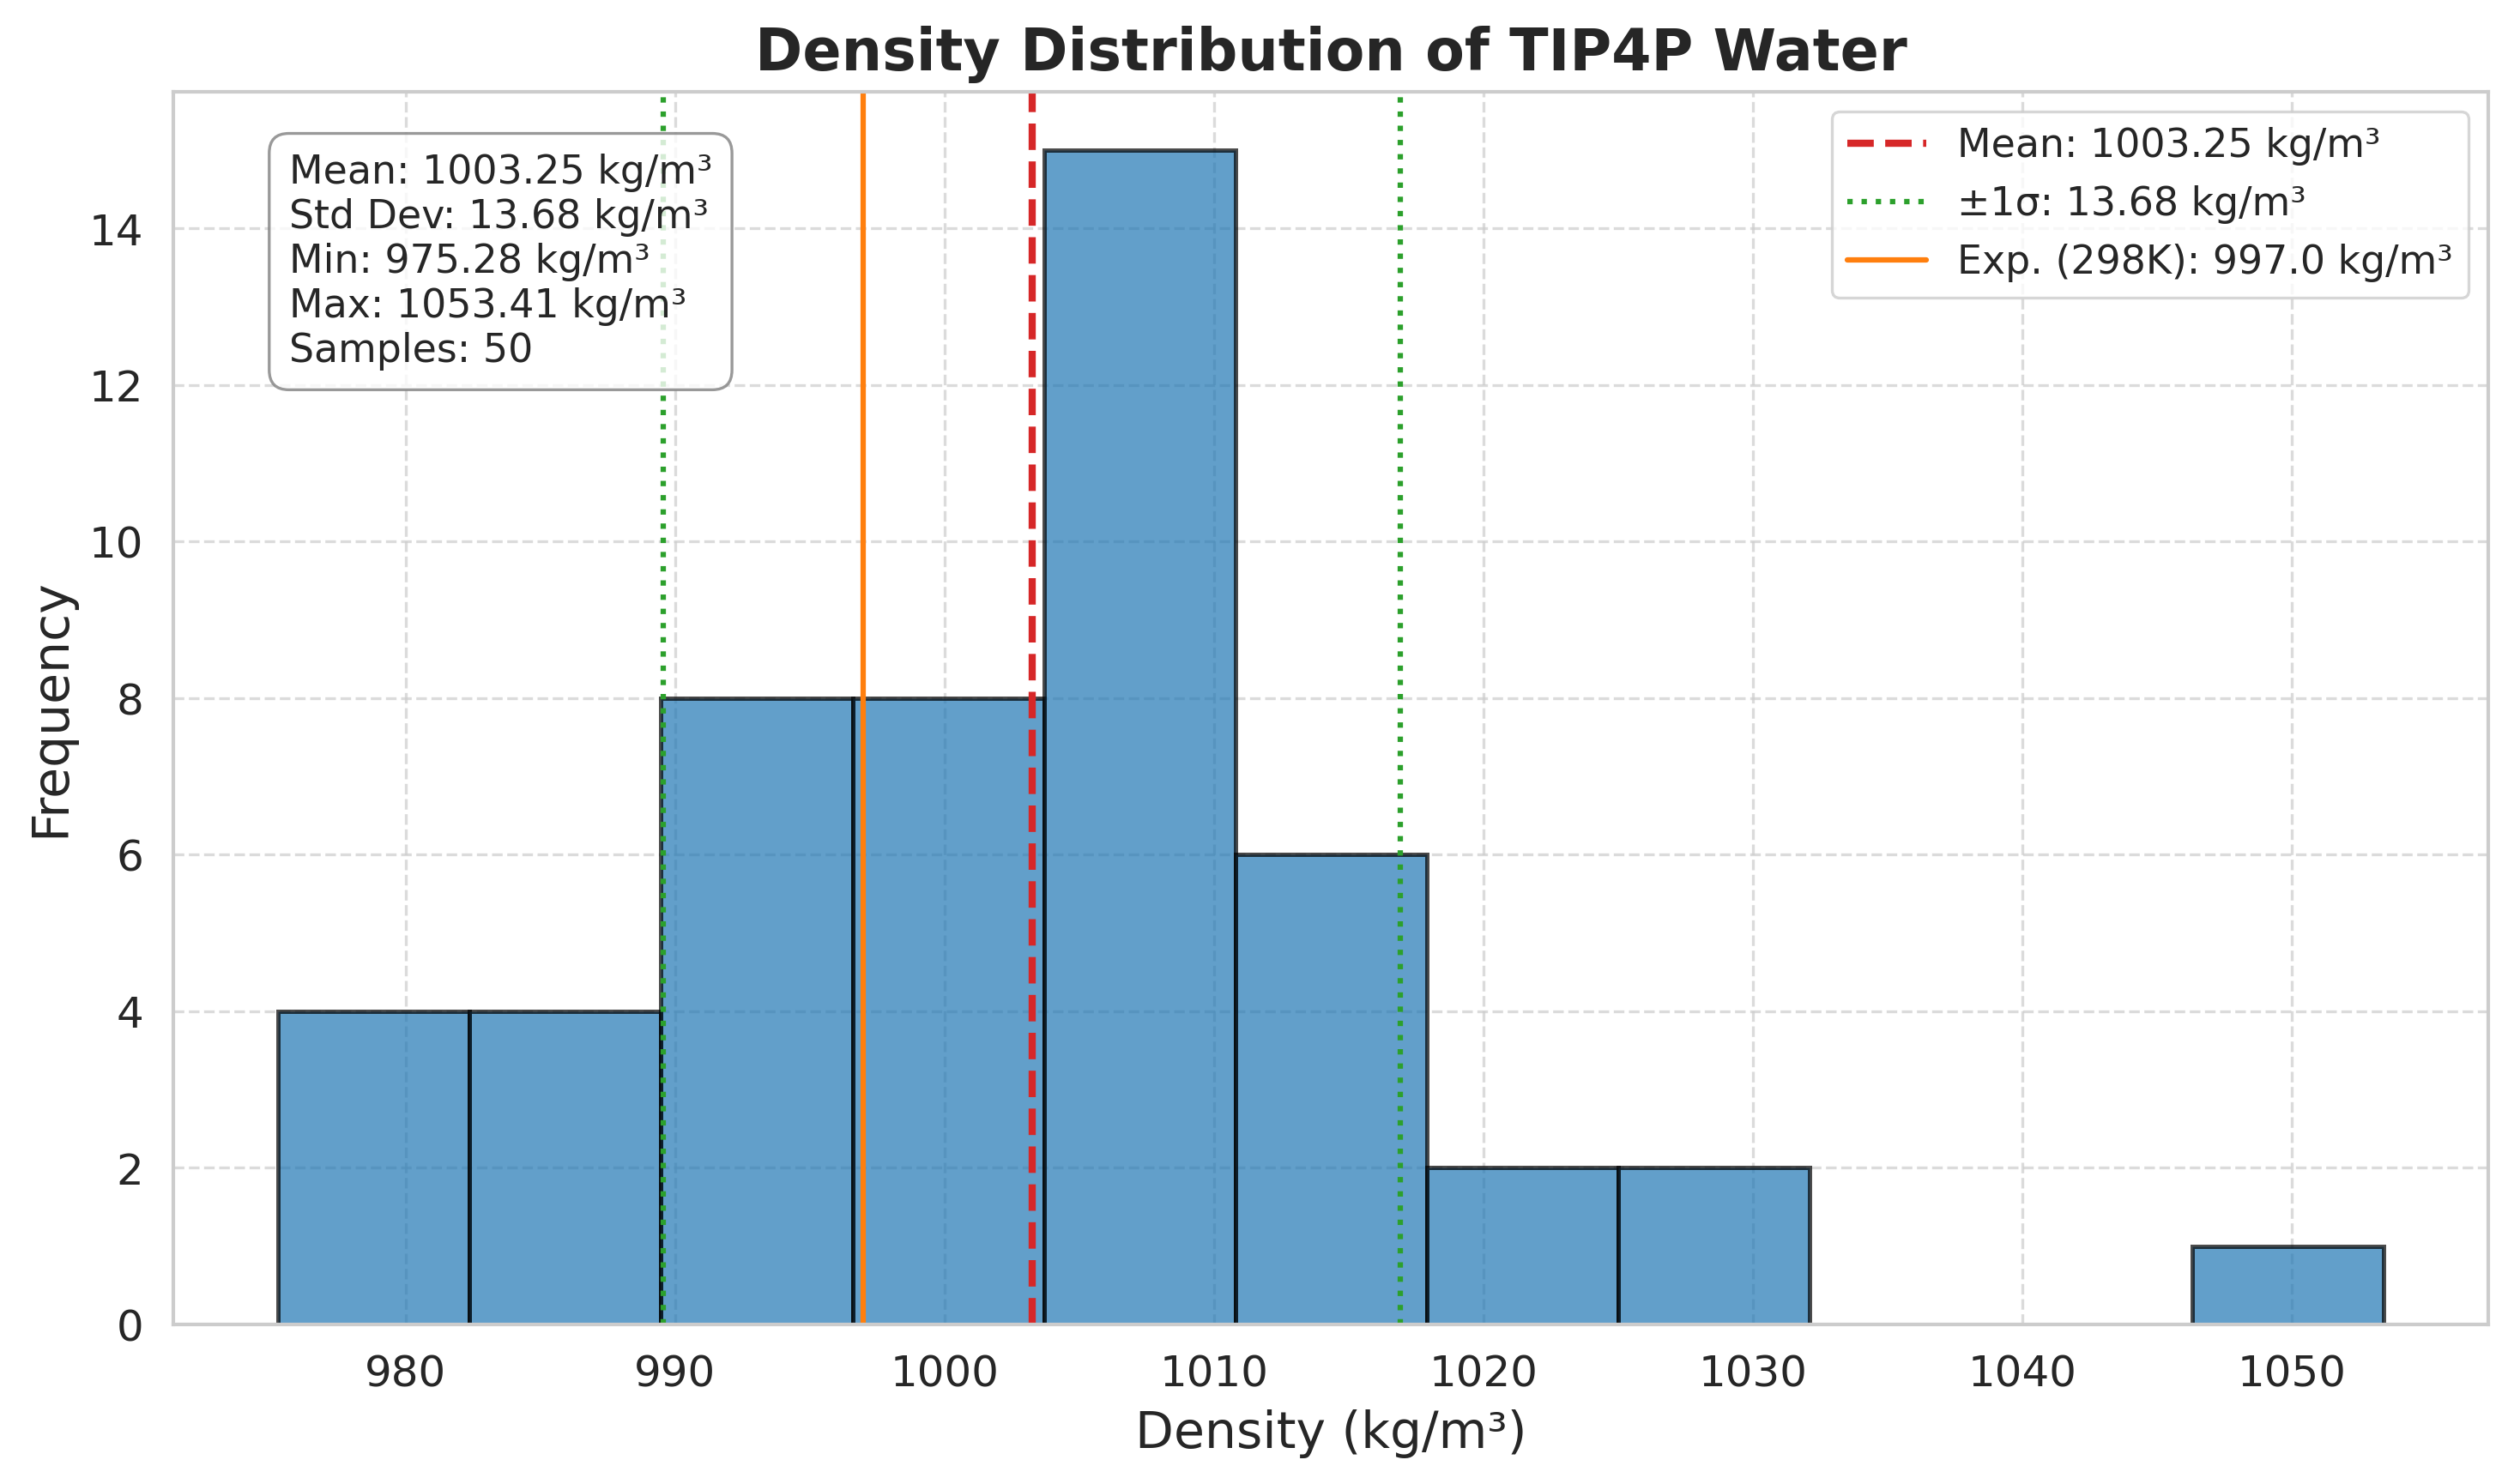 Density Distribution of TIP4P Water
Mean: 1003.25 kg/m³
Std Dev: 13.68 kg/m³
Min: 975.28 kg/m³
Max: 1053.41 kg/m³
Samples: 50
Mean: 1003.25 kg/m³
±1σ: 13.68 kg/m³
Exp. (298K): 997.0 kg/m³
14
12
10
8
6
4
2
0
Frequency
980 990 1000 1010 1020 1030 1040 1050
Density (kg/m³)